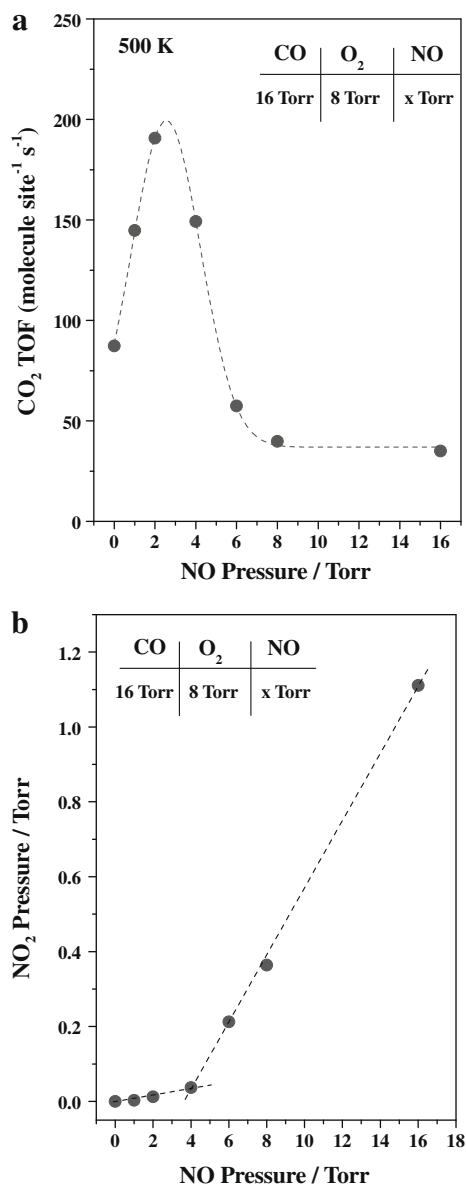 a
500 K
CO O₂ NO
16 Torr 8 Torr x Torr
CO₂ TOF (molecule site⁻¹ s⁻¹)
250
200
150
100
50
0
0 2 4 6 8 10 12 14 16
NO Pressure / Torr
b
CO O₂ NO
16 Torr 8 Torr x Torr
NO₂ Pressure / Torr
1.2
1.0
0.8
0.6
0.4
0.2
0.0
0 2 4 6 8 10 12 14 16 18
NO Pressure / Torr